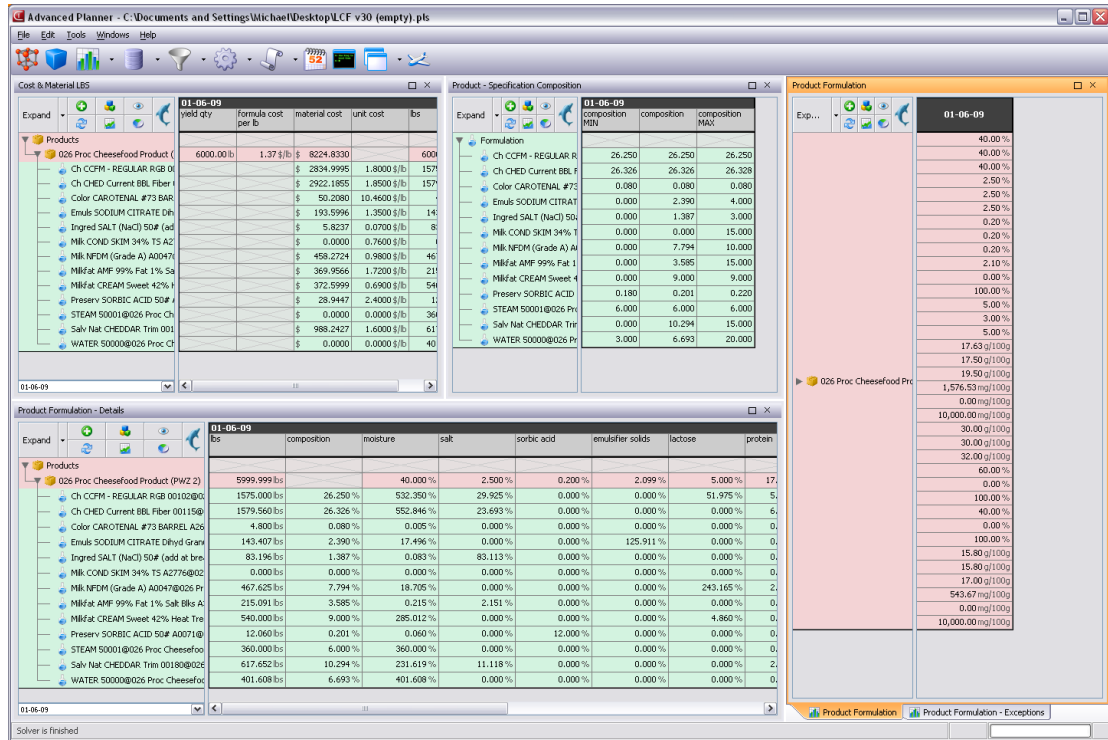 Advanced Planner - C:\Documents and Settings\Michael\Desktop\LCF v30 (empty).pls
File Edit Tools Windows Help
52
Cost & Material LBS
Expand
01-06-09
yield qty formula cost per lb material cost unit cost lbs
Products
026 Proc Cheesefood Product ( 6000.00 lb 1.37 $/lb $ 8224.8330 600
Ch CCFM - REGULAR RGB 00 $ 2834.9995 1.8000 $/lb 157
Ch CHED Current BBL Fiber $ 2922.1855 1.8500 $/lb 157
Color CAROTENAL #73 BAR $ 50.2080 10.4600 $/lb
Emuls SODIUM CITRATE Dih $ 193.5996 1.3500 $/lb 14
Ingred SALT (NaCl) 50# (ad $ 5.8237 0.0700 $/lb 8
Milk COND SKIM 34% TS A27 $ 0.0000 0.7600 $/lb
Milk NFDM (Grade A) A0047 $ 458.2724 0.9800 $/lb 46
Milkfat AMF 99% Fat 1% Sa $ 369.9566 1.7200 $/lb 21
Milkfat CREAM Sweet 42% $ 372.5999 0.6900 $/lb 54
Preserv SORBIC ACID 50# $ 28.9447 2.4000 $/lb 1
STEAM 50001@026 Proc Ch $ 0.0000 0.0000 $/lb 36
Salv Nat CHEDDAR Trim 001 $ 988.2427 1.6000 $/lb 61
WATER 50000@026 Proc Ch $ 0.0000 0.0000 $/lb 40
01-06-09
Product - Specification Composition
Expand
01-06-09
composition MIN composition composition MAX
Formulation
Ch CCFM - REGULAR R 26.250 26.250 26.250
Ch CHED Current BBL F 26.326 26.326 26.328
Color CAROTENAL #73 0.080 0.080 0.080
Emuls SODIUM CITRAT 0.000 2.390 4.000
Ingred SALT (NaCl) 50 0.000 1.387 3.000
Milk COND SKIM 34% T 0.000 0.000 15.000
Milk NFDM (Grade A) A 0.000 7.794 10.000
Milkfat AMF 99% Fat 1 0.000 3.585 15.000
Milkfat CREAM Sweet 4 0.000 9.000 9.000
Preserv SORBIC ACID 0.180 0.201 0.220
STEAM 50001@026 Pro 6.000 6.000 6.000
Salv Nat CHEDDAR Tri 0.000 10.294 15.000
WATER 50000@026 Pr 3.000 6.693 20.000
Product Formulation
Exp...
01-06-09
026 Proc Cheesefood Pro
40.00 %
40.00 %
40.00 %
2.50 %
2.50 %
2.50 %
0.20 %
0.20 %
0.20 %
2.10 %
0.00 %
100.00 %
5.00 %
3.00 %
5.00 %
17.63 g/100g
17.50 g/100g
19.50 g/100g
1,576.53 mg/100g
0.00 mg/100g
10,000.00 mg/100g
30.00 g/100g
30.00 g/100g
32.00 g/100g
60.00 %
0.00 %
100.00 %
40.00 %
0.00 %
100.00 %
15.80 g/100g
15.80 g/100g
17.00 g/100g
543.67 mg/100g
0.00 mg/100g
10,000.00 mg/100g
Product Formulation Product Formulation - Exceptions
Product Formulation - Details
Expand
01-06-09
lbs composition moisture salt sorbic acid emulsifier solids lactose protein
Products
026 Proc Cheesefood Product (PWZ 2) 5999.999 lbs 40.000 % 2.500 % 0.200 % 2.099 % 5.000 % 17.
Ch CCFM - REGULAR RGB 00102@0 1575.000 lbs 26.250 % 532.350 % 29.925 % 0.000 % 0.000 % 51.975 % 5.
Ch CHED Current BBL Fiber 00115@ 1579.560 lbs 26.326 % 552.846 % 23.693 % 0.000 % 0.000 % 0.000 % 6.
Color CAROTENAL #73 BARREL A26 4.800 lbs 0.080 % 0.005 % 0.000 % 0.000 % 0.000 % 0.000 % 0.
Emuls SODIUM CITRATE Dihyd Gran 143.407 lbs 2.390 % 17.496 % 0.000 % 0.000 % 125.911 % 0.000 % 0.
Ingred SALT (NaCl) 50# (add at bre 83.196 lbs 1.387 % 0.083 % 83.113 % 0.000 % 0.000 % 0.000 % 0.
Milk COND SKIM 34% TS A2776@02 0.000 lbs 0.000 % 0.000 % 0.000 % 0.000 % 0.000 % 0.000 % 0.
Milk NFDM (Grade A) A0047@026 Pr 467.625 lbs 7.794 % 18.705 % 0.000 % 0.000 % 0.000 % 243.165 % 2.
Milkfat AMF 99% Fat 1% Salt Blks A 215.091 lbs 3.585 % 0.215 % 2.151 % 0.000 % 0.000 % 0.000 % 0.
Milkfat CREAM Sweet 42% Heat Tre 540.000 lbs 9.000 % 285.012 % 0.000 % 0.000 % 0.000 % 4.860 % 0.
Preserv SORBIC ACID 50# A0071@ 12.060 lbs 0.201 % 0.060 % 0.000 % 12.000 % 0.000 % 0.000 % 0.
STEAM 50001@026 Proc Cheesefoo 360.000 lbs 6.000 % 360.000 % 0.000 % 0.000 % 0.000 % 0.000 % 0.
Salv Nat CHEDDAR Trim 00180@026 617.652 lbs 10.294 % 231.619 % 11.118 % 0.000 % 0.000 % 0.000 % 2.
WATER 50000@026 Proc Cheesefoo 401.608 lbs 6.693 % 401.608 % 0.000 % 0.000 % 0.000 % 0.000 % 0.
01-06-09
Solver is finished